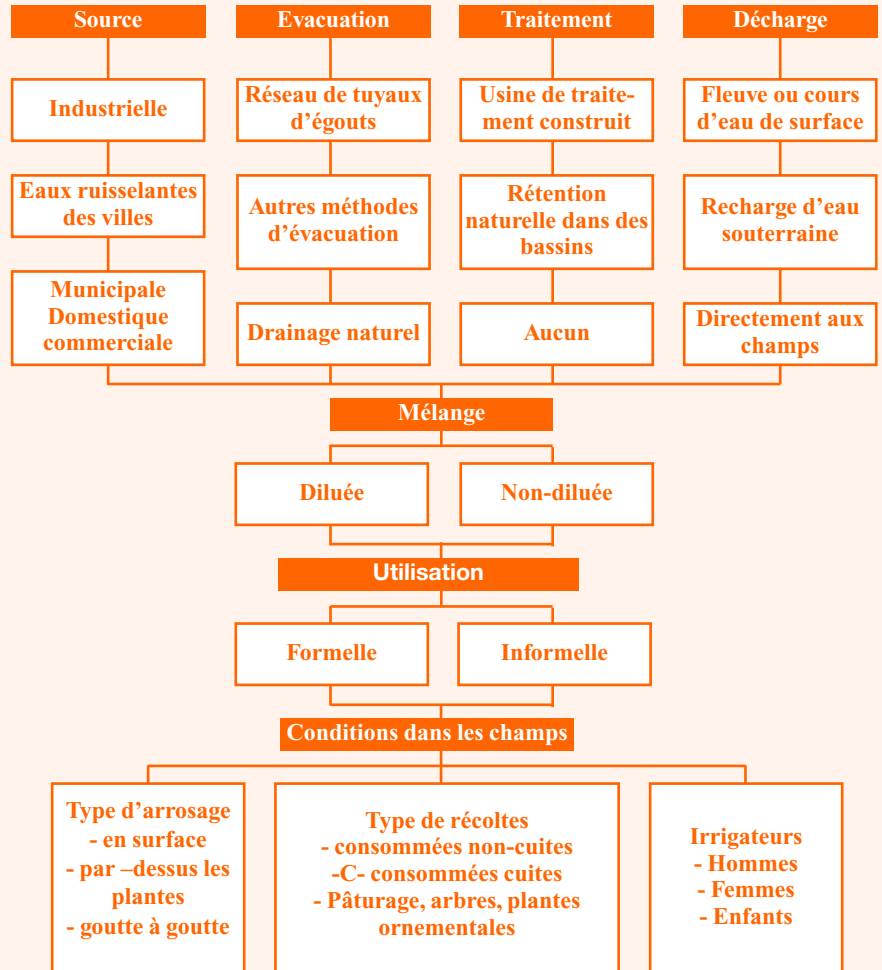 Source
Evacuation
Traitement
Décharge
Industrielle
Réseau de tuyaux
d'égouts
Usine de traite-
ment construit
Fleuve ou cours
d'eau de surface
Eaux ruisselantes
des villes
Autres méthodes
d'évacuation
Rétention
naturelle dans des
bassins
Recharge d'eau
souterraine
Municipale
Domestique
commerciale
Drainage naturel
Aucun
Directement aux
champs
Mélange
Diluée
Non-diluée
Utilisation
Formelle
Informelle
Conditions dans les champs
Type d'arrosage
- en surface
- par –dessus les
plantes
- goutte à goutte
Type de récoltes
- consommées non-cuites
-C- consommées cuites
- Pâturage, arbres, plantes
ornementales
Irrigateurs
- Hommes
- Femmes
- Enfants